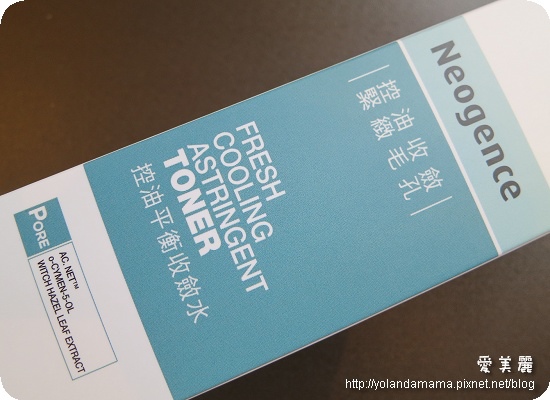 Neogence
控油收斂
緊緻毛孔
FRESH
COOLING
ASTRINGENT
TONER
控油平衡收斂水
PORE
AC. NET™
o-CYMEN-5-OL
WITCH HAZEL LEAF EXTRACT
愛美麗
http://yolandamama.pixnet.net/blog